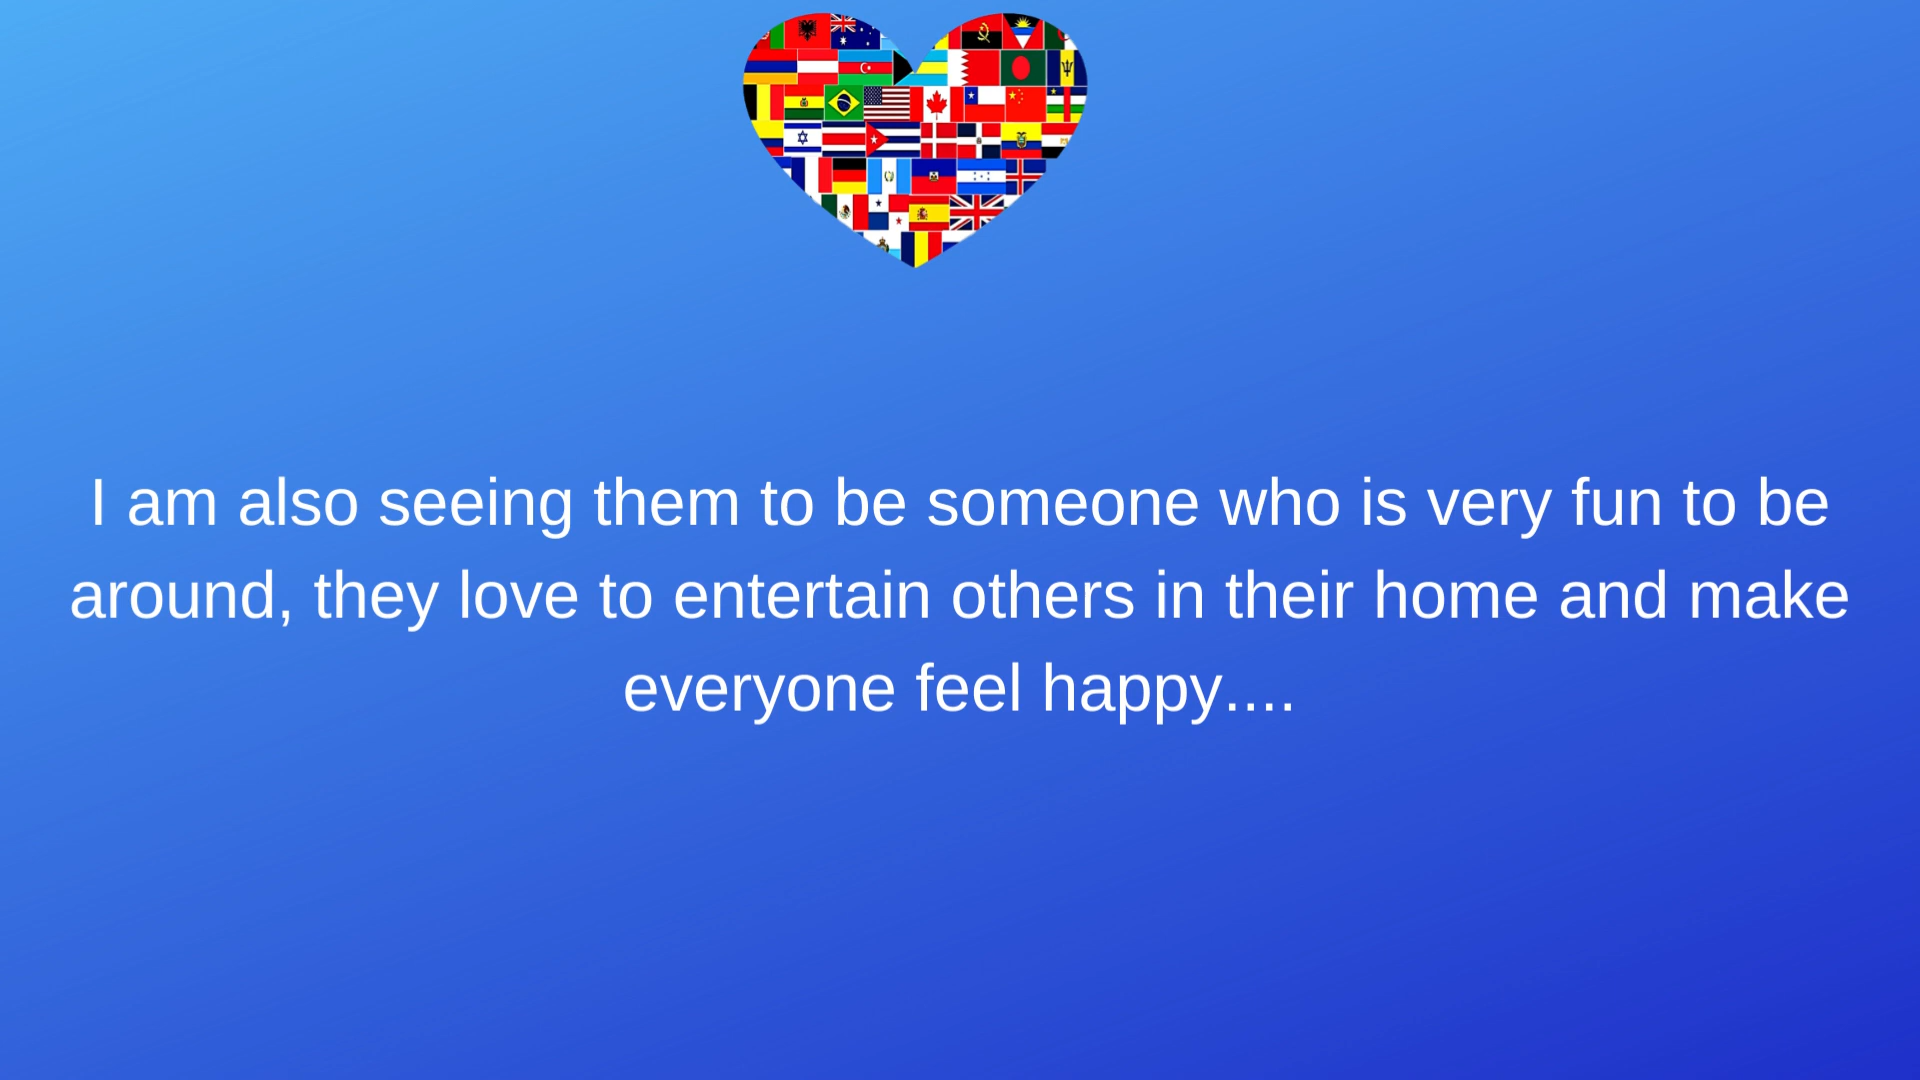 I am also seeing them to be someone who is very fun to be
around, they love to entertain others in their home and make
everyone feel happy....